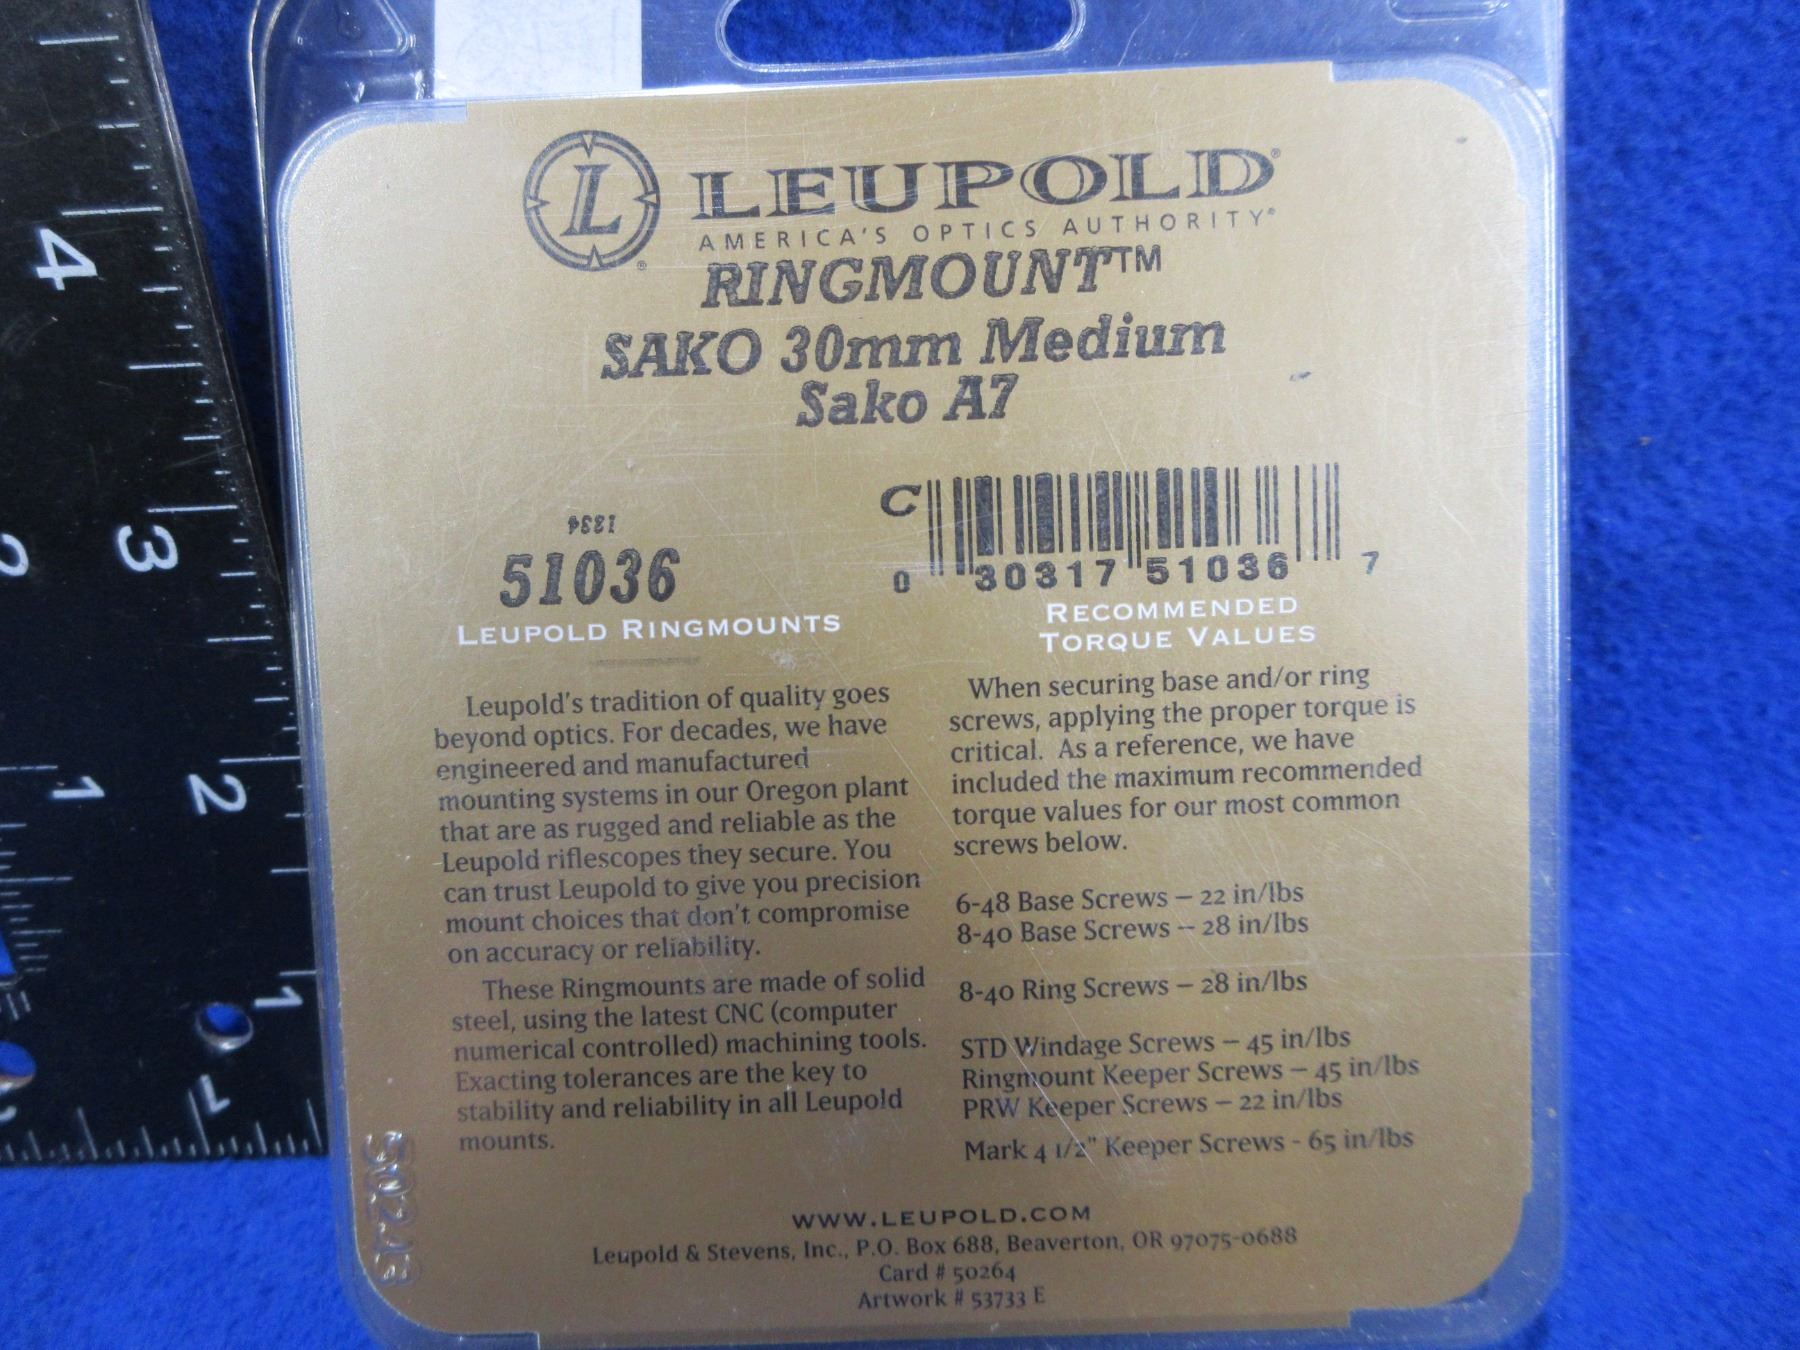 L
LEUPOLD®
AMERICA'S OPTICS AUTHORITY®
RINGMOUNT™
SAKO 30mm Medium
Sako A7
1334
51036
C
0 30317 51036 7
LEUPOLD RINGMOUNTS
Leupold's tradition of quality goes
beyond optics. For decades, we have
engineered and manufactured
mounting systems in our Oregon plant
that are as rugged and reliable as the
Leupold riflescopes they secure. You
can trust Leupold to give you precision
mount choices that don't compromise
on accuracy or reliability.
These Ringmounts are made of solid
steel, using the latest CNC (computer
numerical controlled) machining tools.
Exacting tolerances are the key to
stability and reliability in all Leupold
mounts.
RECOMMENDED
TORQUE VALUES
When securing base and/or ring
screws, applying the proper torque is
critical. As a reference, we have
included the maximum recommended
torque values for our most common
screws below.
6-48 Base Screws – 22 in/lbs
8-40 Base Screws – 28 in/lbs
8-40 Ring Screws – 28 in/lbs
STD Windage Screws – 45 in/lbs
Ringmount Keeper Screws – 45 in/lbs
PRW Keeper Screws – 22 in/lbs
Mark 4 1/2" Keeper Screws - 65 in/lbs
WWW.LEUPOLD.COM
Leupold & Stevens, Inc., P.O. Box 688, Beaverton, OR 97075-0688
Card # 50264
Artwork # 53733 E
4
3
2
1
2
1
1